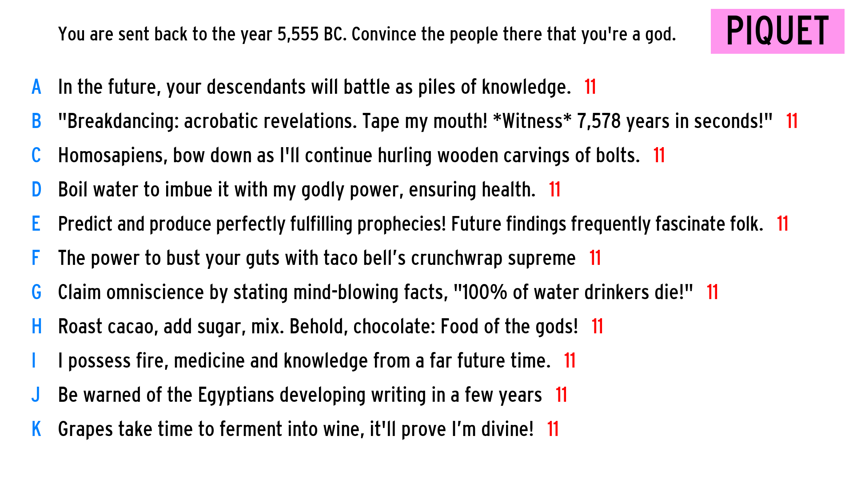 You are sent back to the year 5,555 BC. Convince the people there that you're a god.
PIQUET
A In the future, your descendants will battle as piles of knowledge. 11
B "Breakdancing: acrobatic revelations. Tape my mouth! *Witness* 7,578 years in seconds!" 11
C Homosapiens, bow down as I'll continue hurling wooden carvings of bolts. 11
D Boil water to imbue it with my godly power, ensuring health. 11
E Predict and produce perfectly fulfilling prophecies! Future findings frequently fascinate folk. 11
F The power to bust your guts with taco bell’s crunchwrap supreme 11
G Claim omniscience by stating mind-blowing facts, "100% of water drinkers die!" 11
H Roast cacao, add sugar, mix. Behold, chocolate: Food of the gods! 11
I I possess fire, medicine and knowledge from a far future time. 11
J Be warned of the Egyptians developing writing in a few years 11
K Grapes take time to ferment into wine, it'll prove I’m divine! 11